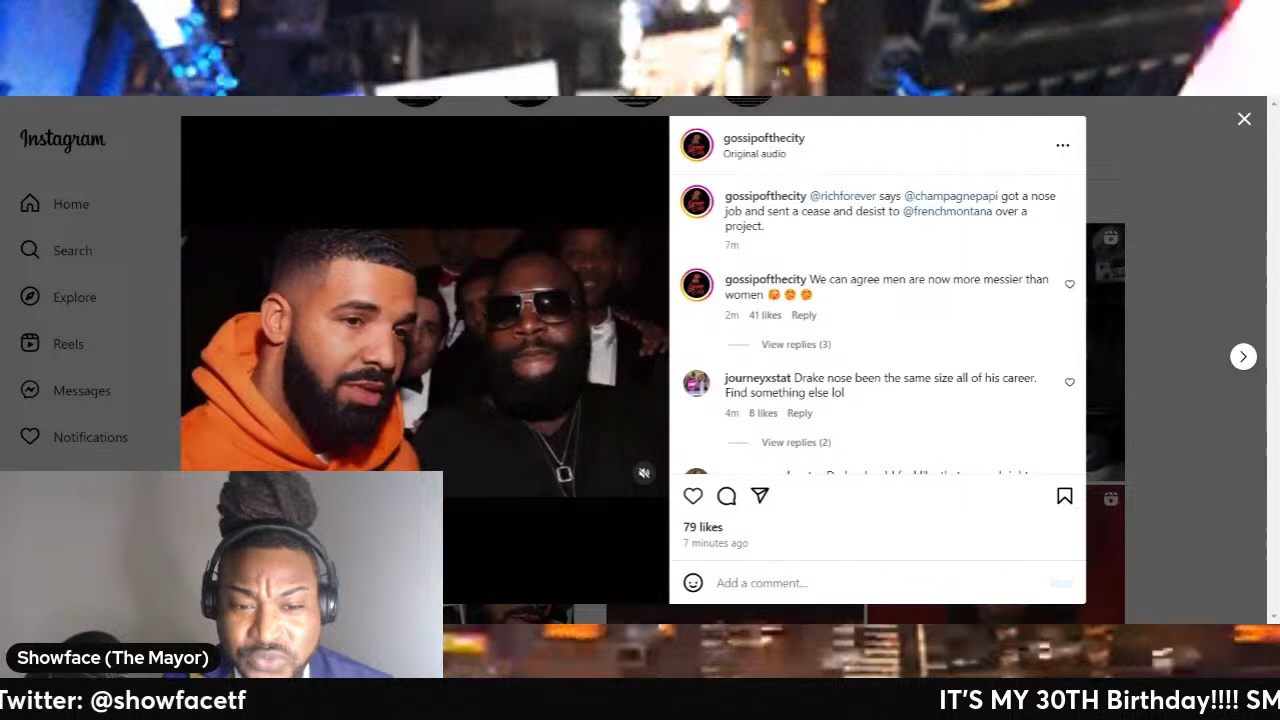 Instagram
Home
Search
Explore
Reels
Messages
Notifications
gossipofthecity
Original audio
gossipofthecity @richforever says @champagnepapi got a nose
job and sent a cease and desist to @frenchmontana over a
project.
7m
gossipofthecity We can agree men are now more messier than
women
2m 41 likes Reply
View replies (3)
journeyxstat Drake nose been the same size all of his career.
Find something else lol
4m 8 likes Reply
View replies (2)
79 likes
7 minutes ago
Add a comment...
Post
Showface (The Mayor)
Twitter: @showfacetf
IT'S MY 30TH Birthday!!!! SM